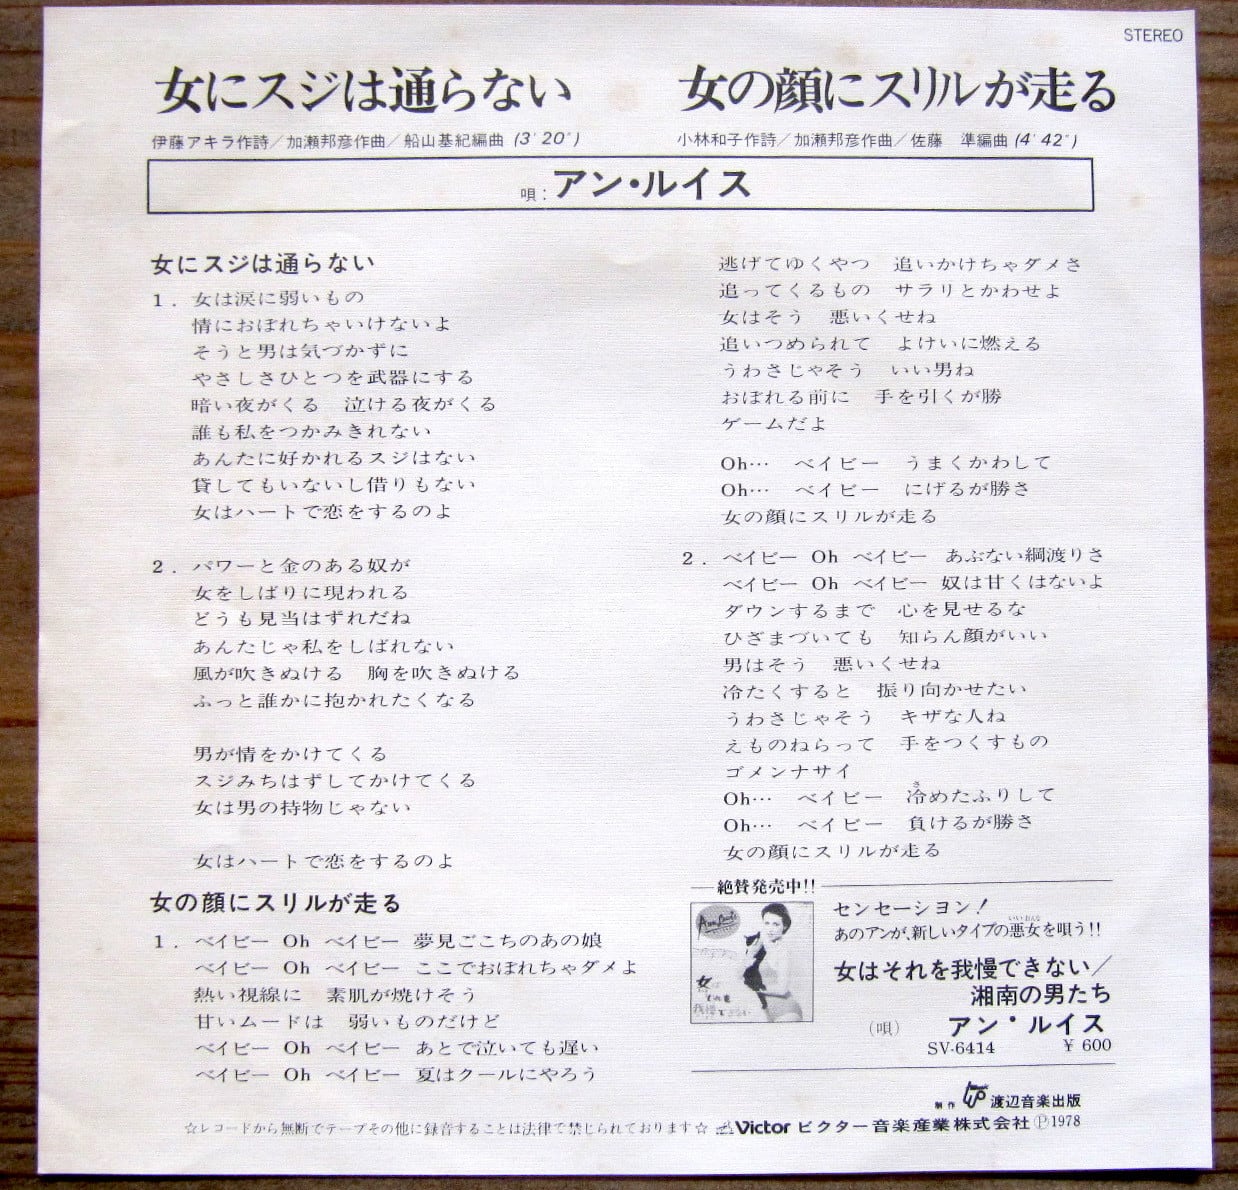 STEREO
女にスジは通らない
伊藤アキラ作詩／加瀬邦彦作曲／船山基紀編曲 (3'20")
女の顔にスリルが走る
小林和子作詩／加瀬邦彦作曲／佐藤　準編曲 (4'42")
唄：アン・ルイス
女にスジは通らない
1．女は涙に弱いもの
情におぼれちゃいけないよ
そうと男は気づかずに
やさしさひとつを武器にする
暗い夜がくる　泣ける夜がくる
誰も私をつかみきれない
あんたに好かれるスジはない
貸してもいないし借りもない
女はハートで恋をするのよ
2．パワーと金のある奴が
女をしばりに現われる
どうも見当はずれだね
あんたじゃ私をしばれない
風が吹きぬける　胸を吹きぬける
ふっと誰かに抱かれたくなる
男が情をかけてくる
スジみちはずしてかけてくる
女は男の持物じゃない
女はハートで恋をするのよ
女の顔にスリルが走る
1．ベイビー Oh ベイビー 夢見ごこちのあの娘
ベイビー Oh ベイビー ここでおぼれちゃダメよ
熱い視線に　素肌が焼けそう
甘いムードは　弱いものだけど
ベイビー Oh ベイビー あとで泣いても遅い
ベイビー Oh ベイビー 夏はクールにやろう
逃げてゆくやつ　追いかけちゃダメさ
追ってくるもの　サラリとかわせよ
女はそう　悪いくせね
追いつめられて　よけいに燃える
うわさじゃそう　いい男ね
おぼれる前に　手を引くが勝
ゲームだよ
Oh…　ベイビー　うまくかわして
Oh…　ベイビー　にげるが勝さ
女の顔にスリルが走る
2．ベイビー Oh ベイビー あぶない綱渡りさ
ベイビー Oh ベイビー 奴は甘くはないよ
ダウンするまで　心を見せるな
ひざまづいても　知らん顔がいい
男はそう　悪いくせね
冷たくすると　振り向かせたい
うわさじゃそう　キザな人ね
えものねらって　手をつくすもの
ゴメンナサイ
Oh…　ベイビー　冷めたふりして
さ
Oh…　ベイビー　負けるが勝さ
女の顔にスリルが走る
絶賛発売中!!
センセーション!
あのアンが、新しいタイプの悪女を唄う!!
いいおんな
女はそれを我慢できない／
湘南の男たち
（唄）　アン・ルイス
SV-6414　¥600
制作 渡辺音楽出版
☆レコードから無断でテープその他に録音することは法律で禁じられております☆ Victor ビクター音楽産業株式会社 Ⓟ1978